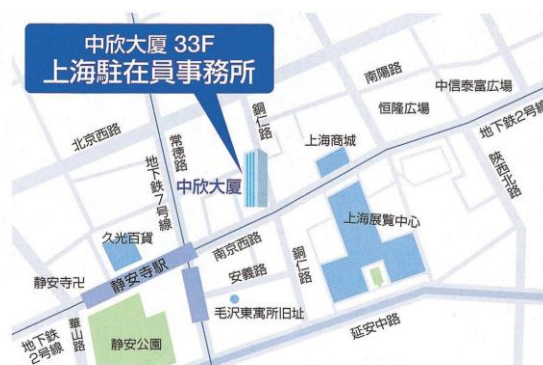 中欣大厦 33F
上海駐在員事務所
南陽路
中信泰富広場
恒隆広場
地下鉄2号線
陝西北路
銅仁路
上海商城
北京西路
常徳路
地下鉄7号線
中欣大厦
上海展覧中心
久光百貨
南京西路
銅仁路
安義路
静安寺卍
静安寺駅
毛沢東寓所旧址
延安中路
地下鉄
2号線
華山路
静安公園